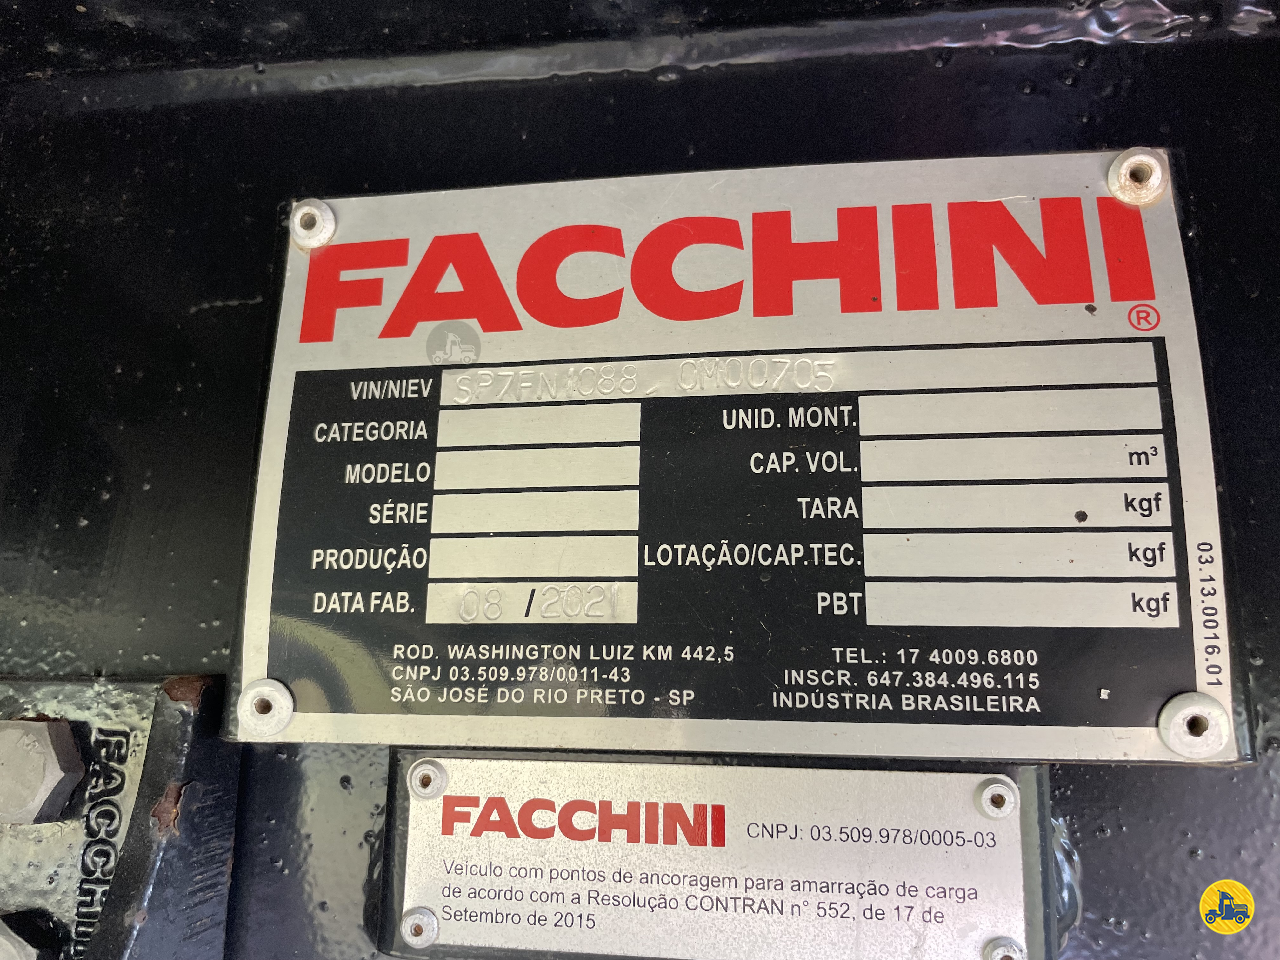 FACCHINI
®
VIN/NIEV
CATEGORIA
MODELO
SÉRIE
PRODUÇÃO
DATA FAB. 08 / 2021
UNID. MONT.
CAP. VOL. m³
TARA kgf
LOTAÇÃO/CAP.TEC. kgf
PBT kgf
ROD. WASHINGTON LUIZ KM 442,5
CNPJ 03.509.978/0011-43
SÃO JOSÉ DO RIO PRETO - SP
TEL.: 17 4009.6800
INSCR. 647.384.496.115
INDÚSTRIA BRASILEIRA
03.13.0016.01
FACCHINI CNPJ: 03.509.978/0005-03
Veículo com pontos de ancoragem para amarração de carga
de acordo com a Resolução CONTRAN n° 552, de 17 de
Setembro de 2015
FACCHINI